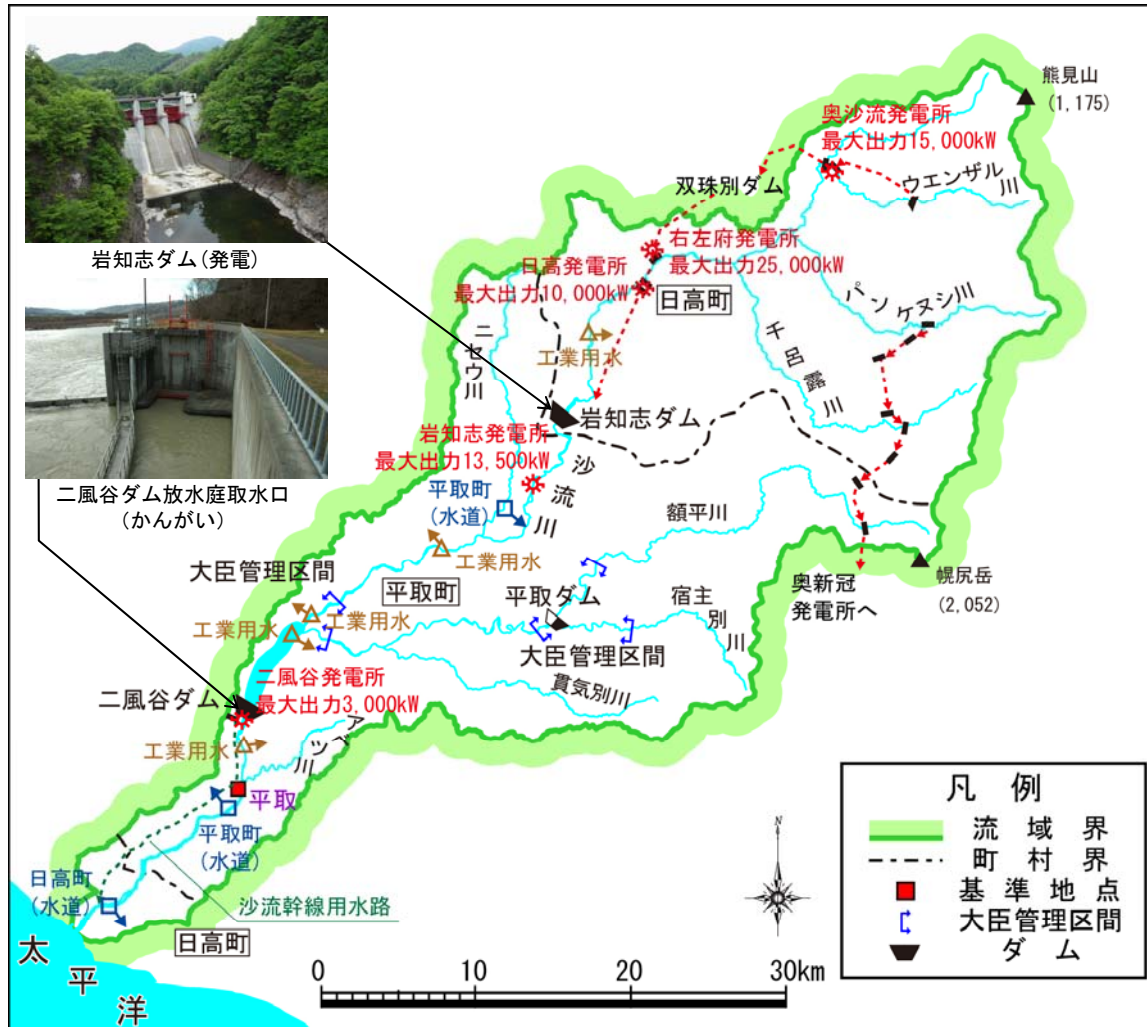 熊見山
(1,175)
奥沙流発電所
最大出力15,000kW
双珠別ダム
ウエンザル川
岩知志ダム(発電)
右左府発電所
最大出力25,000kW
日高発電所
最大出力10,000kW
日高町
パンケヌシ川
ニセウ川
工業用水
千呂露川
岩知志ダム
岩知志発電所
最大出力13,500kW
沙流川
二風谷ダム放水庭取水口
(かんがい)
平取町
(水道)
額平川
工業用水
大臣管理区間
平取町
平取ダム
宿主別川
奥新冠
発電所へ
幌尻岳
(2,052)
工業用水
工業用水
大臣管理区間
二風谷発電所
最大出力3,000kW
貫気別川
二風谷ダム
アベツ川
工業用水
平取
平取町
(水道)
日高町
(水道)
沙流幹線用水路
日高町
太平洋
N
0 10 20 30km
凡例
流域界
町村界
基準地点
大臣管理区間
ダム